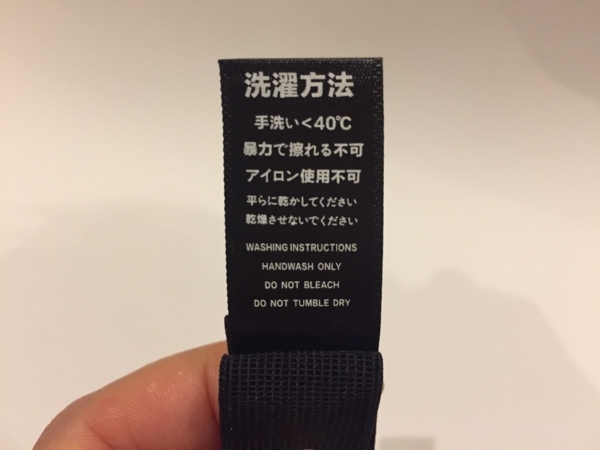 洗濯方法
手洗い<40℃
暴力で擦れる不可
アイロン使用不可
平らに乾かしてください
乾燥させないでください
WASHING INSTRUCTIONS
HANDWASH ONLY
DO NOT BLEACH
DO NOT TUMBLE DRY